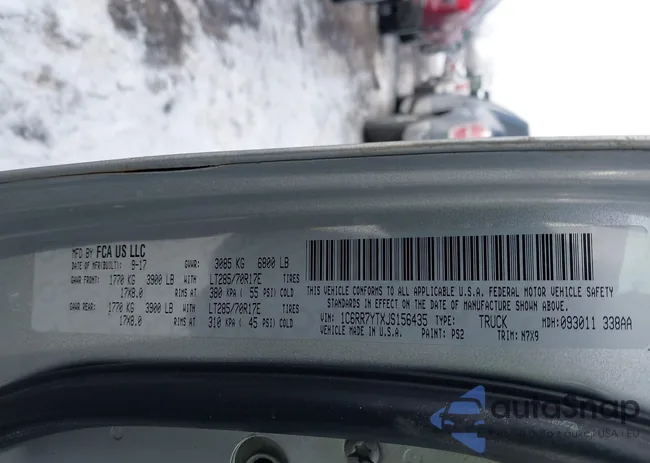 MFD BY FCA US LLC
DATE OF MFR(BUILT): 9-17 GVWR: 3085 KG 6800 LB
GAWR FRONT: 1770 KG 3900 LB WITH LT285/70R17E TIRES
17X8.0 RIMS AT 380 KPA ( 55 PSI) COLD
GAWR REAR: 1770 KG 3900 LB WITH LT285/70R17E TIRES
17X8.0 RIMS AT 310 KPA ( 45 PSI) COLD
THIS VEHICLE CONFORMS TO ALL APPLICABLE U.S.A. FEDERAL MOTOR VEHICLE SAFETY
STANDARDS IN EFFECT ON THE DATE OF MANUFACTURE SHOWN ABOVE.
VIN: 1C6RR7YTXJS156435 TYPE: TRUCK MDH: 093011 338AA
VEHICLE MADE IN U.S.A. PAINT: PS2 TRIM: N7X9
autoSnap
USA EU